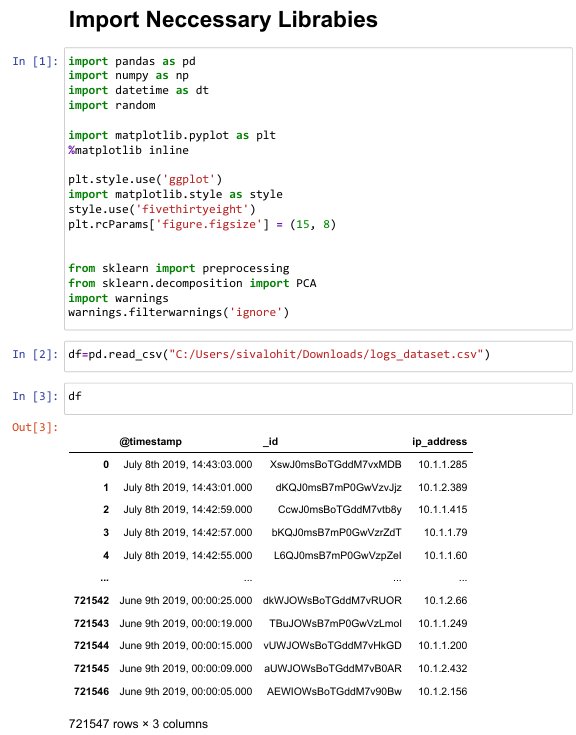 Import Neccessary Librabies
In [1]:
import pandas as pd
import numpy as np
import datetime as dt
import random
import matplotlib.pyplot as plt
%matplotlib inline
plt.style.use('ggplot')
import matplotlib.style as style
style.use('fivethirtyeight')
plt.rcParams['figure.figsize'] = (15, 8)
from sklearn import preprocessing
from sklearn.decomposition import PCA
import warnings
warnings.filterwarnings('ignore')
In [2]: df=pd.read_csv("C:/Users/sivalohit/Downloads/logs_dataset.csv")
In [3]: df
Out[3]:
@timestamp _id ip_address
0 July 8th 2019, 14:43:03.000 XswJ0msBoTGddM7vxMDB 10.1.1.285
1 July 8th 2019, 14:43:01.000 dKQJ0msB7mP0GwVzvJjz 10.1.2.389
2 July 8th 2019, 14:42:59.000 CcwJ0msBoTGddM7vtb8y 10.1.1.415
3 July 8th 2019, 14:42:57.000 bKQJ0msB7mP0GwVzrZdT 10.1.1.79
4 July 8th 2019, 14:42:55.000 L6QJ0msB7mP0GwVzpZeI 10.1.1.60
... ... ... ...
721542 June 9th 2019, 00:00:25.000 dkWJOWsBoTGddM7vRUOR 10.1.2.66
721543 June 9th 2019, 00:00:19.000 TBuJOWsB7mP0GwVzLmoI 10.1.1.249
721544 June 9th 2019, 00:00:15.000 vUWJOWsBoTGddM7vHkGD 10.1.1.200
721545 June 9th 2019, 00:00:09.000 aUWJOWsBoTGddM7vB0AR 10.1.2.432
721546 June 9th 2019, 00:00:05.000 AEWIOWsBoTGddM7v90Bw 10.1.2.156
721547 rows × 3 columns